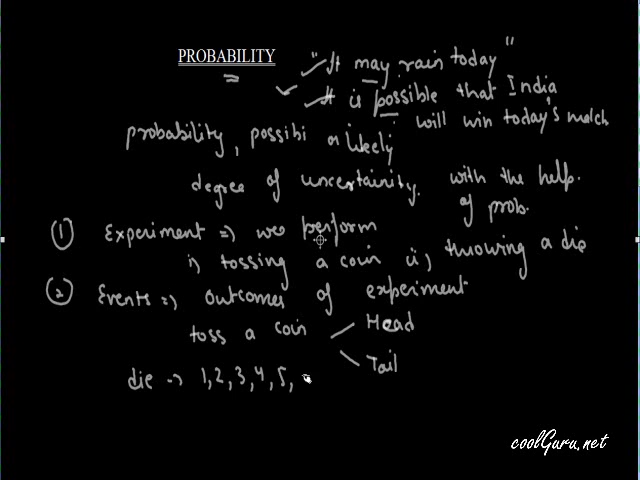 PROBABILITY
"It may rain today"
It is possible that India
will win today's match
probability, possibi or likely
degree of uncertainity. with the help
of prob.
1 Experiment => we perform
i) tossing a coin ii) throwing a die
2 Events => outcomes of experiment
toss a coin Head
Tail
die => 1, 2, 3, 4, 5,
coolGuru.net